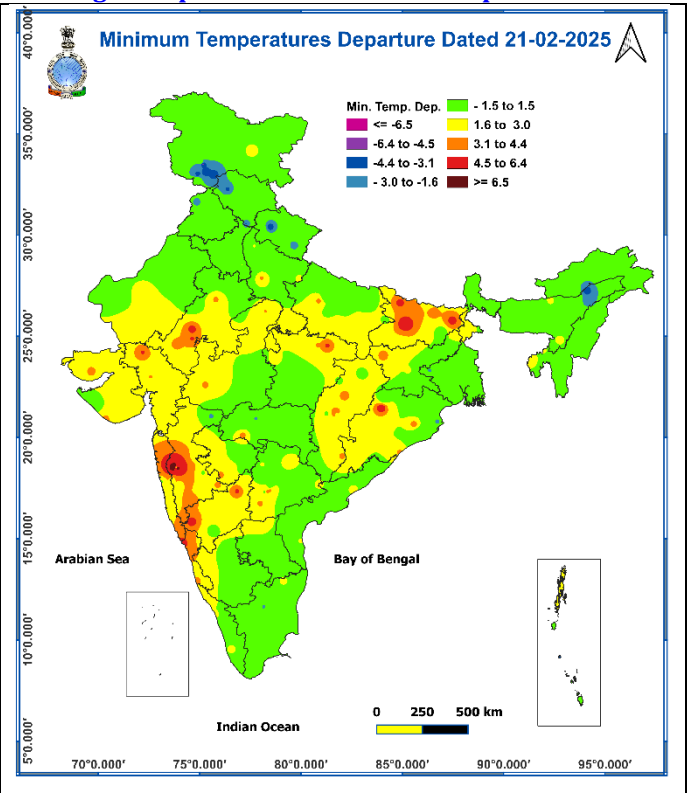 Minimum Temperatures Departure Dated 21-02-2025
Min. Temp. Dep.
<= -6.5
-6.4 to -4.5
-4.4 to -3.1
- 3.0 to -1.6
- 1.5 to 1.5
1.6 to 3.0
3.1 to 4.4
4.5 to 6.4
>= 6.5
40°0.000'
35°0.000'
30°0.000'
25°0.000'
20°0.000'
15°0.000'
10°0.000'
5°0.000'
Arabian Sea
Bay of Bengal
Indian Ocean
0 250 500 km
70°0.000' 75°0.000' 80°0.000' 85°0.000' 90°0.000' 95°0.000'